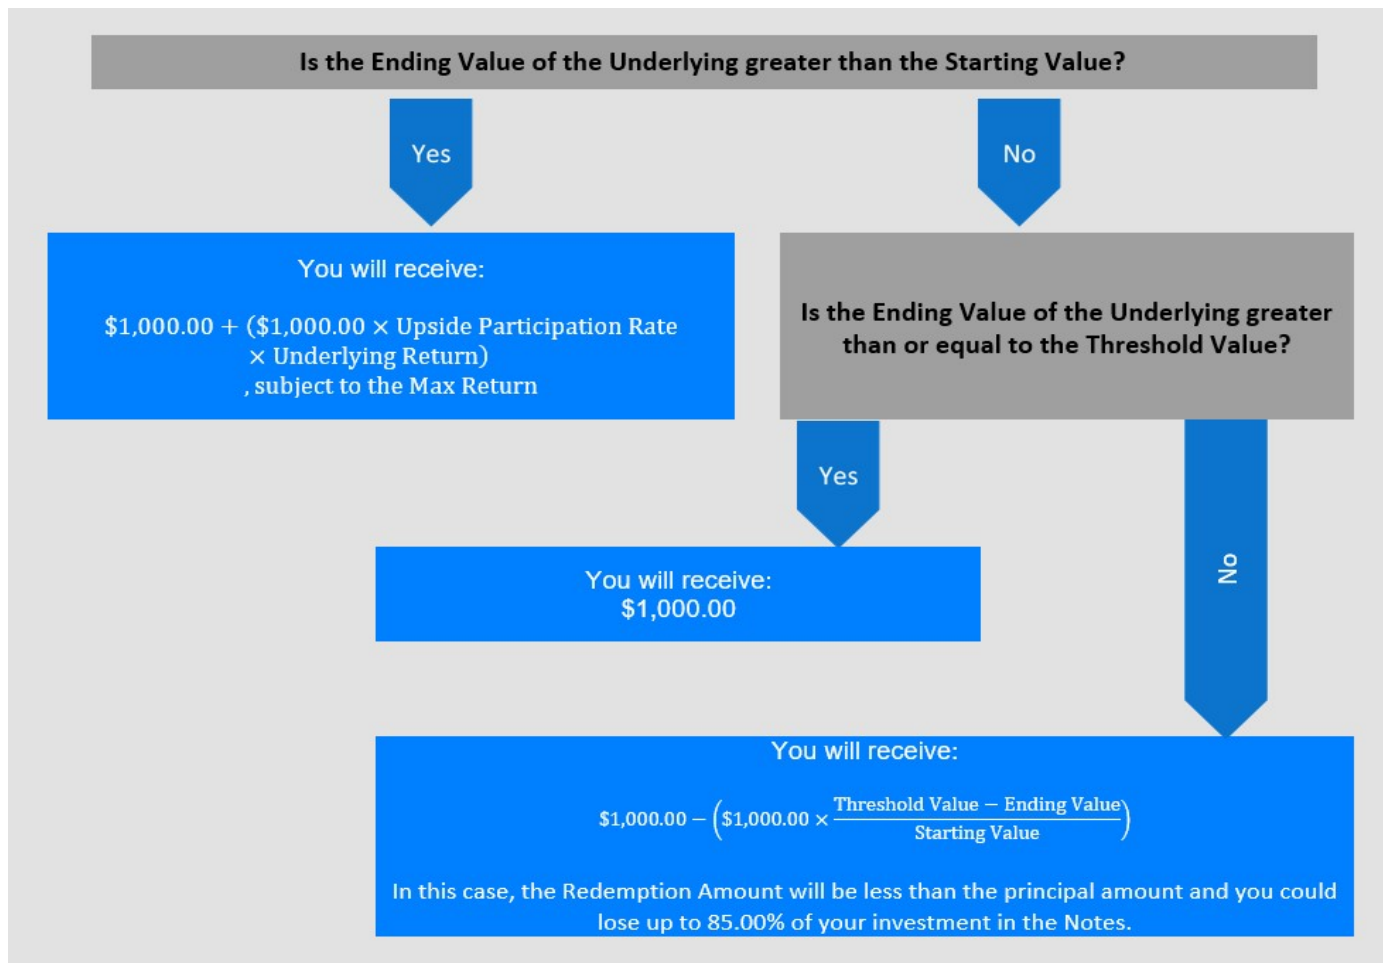 Is the Ending Value of the Underlying greater than the Starting Value?
Yes
No
You will receive:
$1,000.00 + ($1,000.00 × Upside Participation Rate
× Underlying Return)
, subject to the Max Return
Is the Ending Value of the Underlying greater
than or equal to the Threshold Value?
Yes
No
You will receive:
$1,000.00
You will receive:
$1,000.00 − ($1,000.00 × (Threshold Value − Ending Value) / Starting Value)
In this case, the Redemption Amount will be less than the principal amount and you could
lose up to 85.00% of your investment in the Notes.